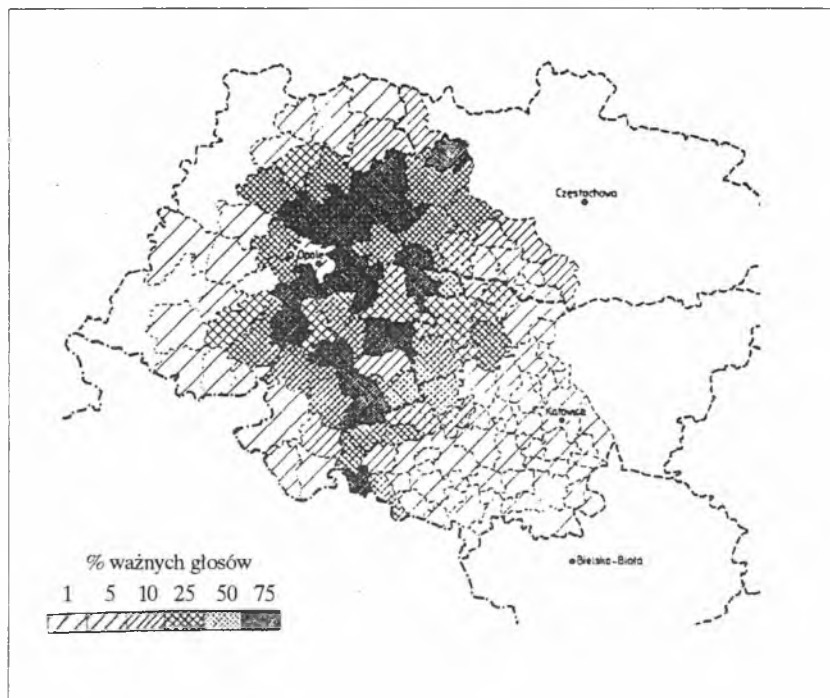 Częstochowa
Opole
Katowice
Bielsko-Biała
% ważnych głosów
1 5 10 25 50 75